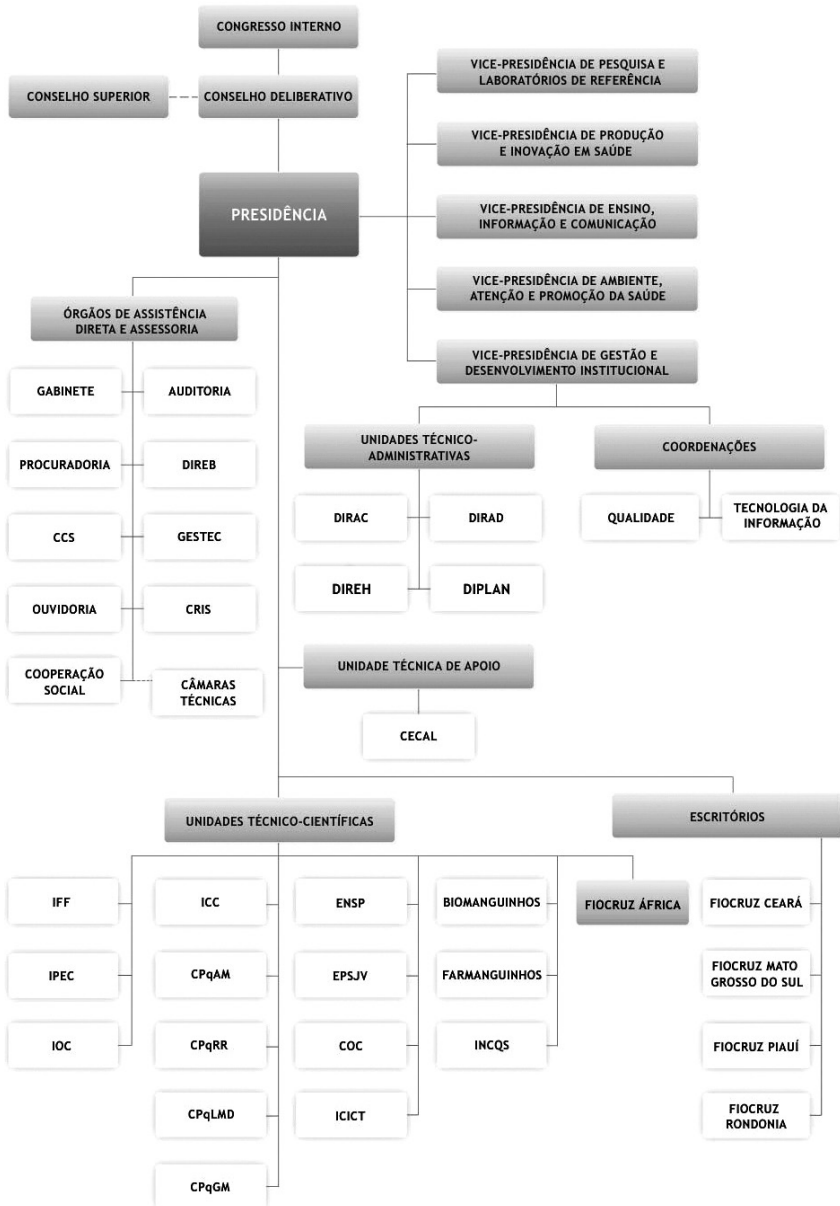 CONGRESSO INTERNO
CONSELHO SUPERIOR
CONSELHO DELIBERATIVO
PRESIDÊNCIA
VICE-PRESIDÊNCIA DE PESQUISA E
LABORATÓRIOS DE REFERÊNCIA
VICE-PRESIDÊNCIA DE PRODUÇÃO
E INOVAÇÃO EM SAÚDE
VICE-PRESIDÊNCIA DE ENSINO,
INFORMAÇÃO E COMUNICAÇÃO
VICE-PRESIDÊNCIA DE AMBIENTE,
ATENÇÃO E PROMOÇÃO DA SAÚDE
VICE-PRESIDÊNCIA DE GESTÃO E
DESENVOLVIMENTO INSTITUCIONAL
ÓRGÃOS DE ASSISTÊNCIA
DIRETA E ASSESSORIA
GABINETE
AUDITORIA
PROCURADORIA
DIREB
CCS
GESTEC
OUVIDORIA
CRIS
COOPERAÇÃO
SOCIAL
CÂMARAS
TÉCNICAS
UNIDADES TÉCNICO-
ADMINISTRATIVAS
DIRAC
DIRAD
DIREH
DIPLAN
COORDENAÇÕES
QUALIDADE
TECNOLOGIA DA
INFORMAÇÃO
UNIDADE TÉCNICA DE APOIO
CECAL
UNIDADES TÉCNICO-CIENTÍFICAS
IFF
IPEC
IOC
ICC
CPqAM
CPqRR
CPqLMD
CPqGM
ENSP
EPSJV
COC
ICICT
BIOMANGUINHOS
FARMANGUINHOS
INCQS
FIOCRUZ ÁFRICA
ESCRITÓRIOS
FIOCRUZ CEARÁ
FIOCRUZ MATO
GROSSO DO SUL
FIOCRUZ PIAUÍ
FIOCRUZ
RONDONIA